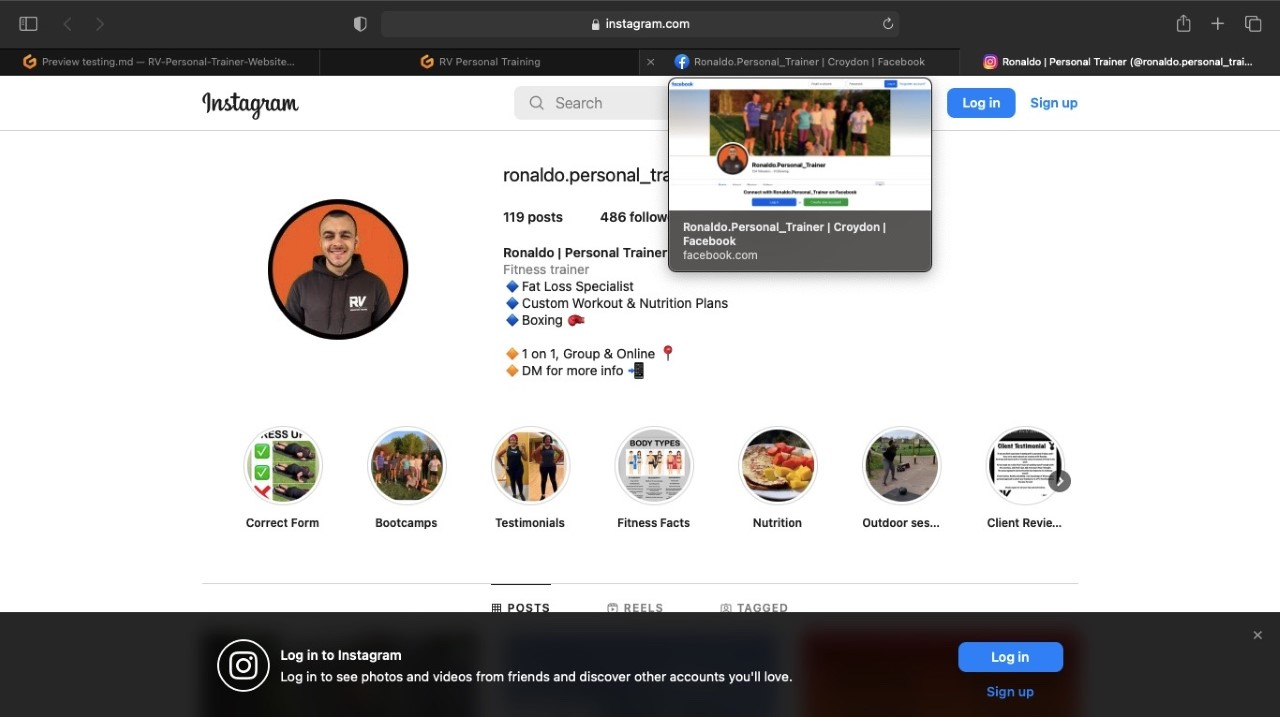 instagram.com
Preview testing.md — RV-Personal-Trainer-Website...
RV Personal Training
Ronaldo.Personal_Trainer | Croydon | Facebook
Ronaldo | Personal Trainer (@ronaldo.personal_trai...
Instagram
Search
Log in
Sign up
facebook
Ronaldo.Personal_Trainer
Connect with Ronaldo.Personal_Trainer on Facebook
Ronaldo.Personal_Trainer | Croydon |
Facebook
facebook.com
ronaldo.personal_tra
119 posts
486 follow
Ronaldo | Personal Trainer
Fitness trainer
🔷 Fat Loss Specialist
🔷 Custom Workout & Nutrition Plans
🔷 Boxing 🥊
🔶 1 on 1, Group & Online 📍
🔶 DM for more info 📲
RV
BODY TYPES
Client Testimonial
Correct Form
Bootcamps
Testimonials
Fitness Facts
Nutrition
Outdoor ses...
Client Revie...
POSTS
REELS
TAGGED
Log in to Instagram
Log in to see photos and videos from friends and discover other accounts you'll love.
Log in
Sign up